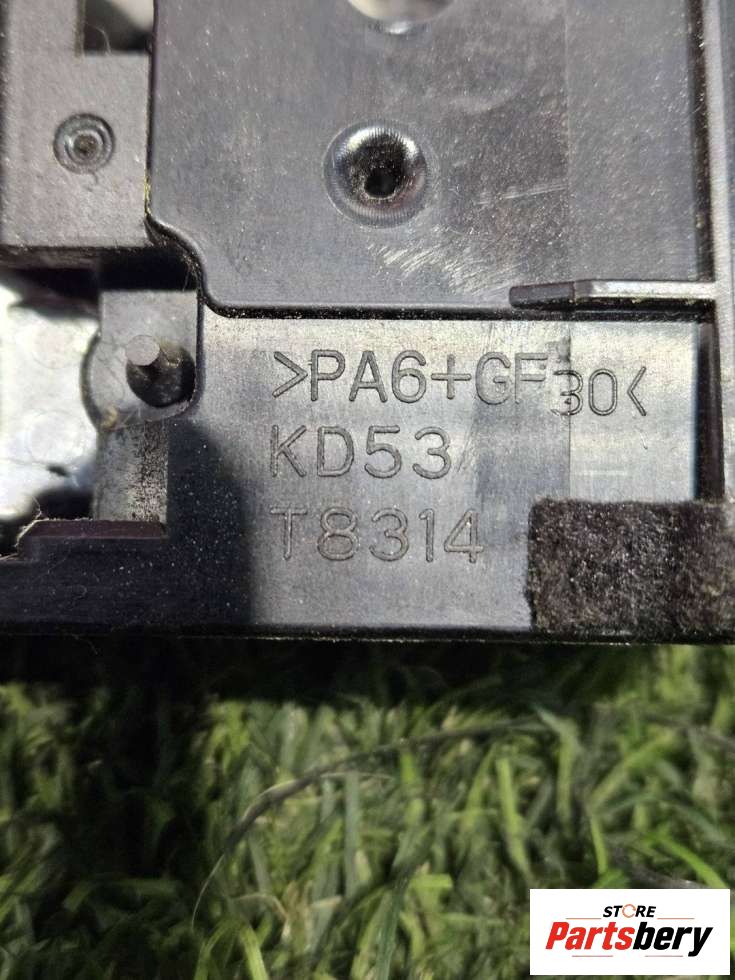 >PA6+GF30<
KD53
T8314
STORE
Partsbery